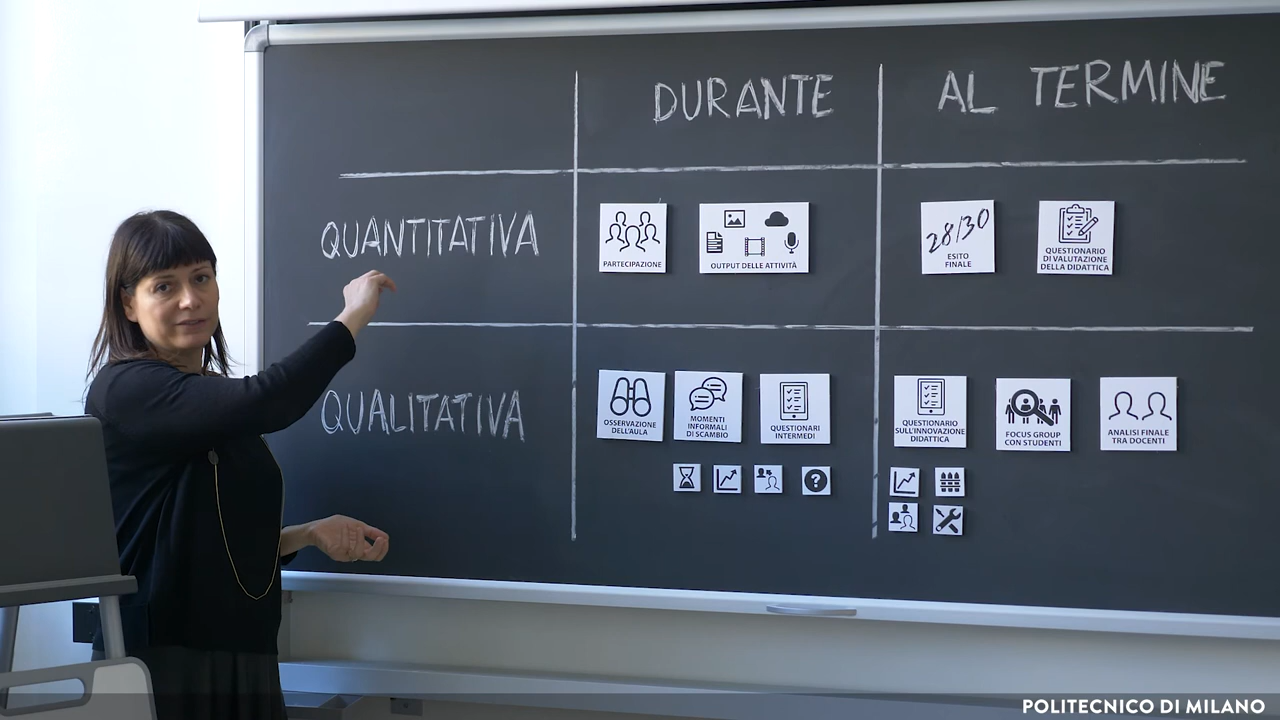 DURANTE
AL TERMINE
QUANTITATIVA
PARTECIPAZIONE
OUTPUT DELLE ATTIVITÀ
28/30
ESITO
FINALE
QUESTIONARIO
DI VALUTAZIONE
DELLA DIDATTICA
QUALITATIVA
OSSERVAZIONE
DELL'AULA
MOMENTI
INFORMALI
DI SCAMBIO
QUESTIONARI
INTERMEDI
QUESTIONARIO
SULL'INNOVAZIONE
DIDATTICA
FOCUS GROUP
CON STUDENTI
ANALISI FINALE
TRA DOCENTI
?
POLITECNICO DI MILANO